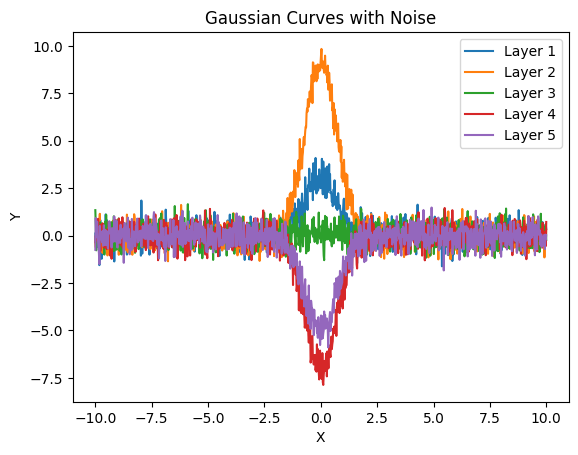 Gaussian Curves with Noise
Layer 1
Layer 2
Layer 3
Layer 4
Layer 5
10.0
7.5
5.0
2.5
0.0
−2.5
−5.0
−7.5
Y
−10.0 −7.5 −5.0 −2.5 0.0 2.5 5.0 7.5 10.0
X